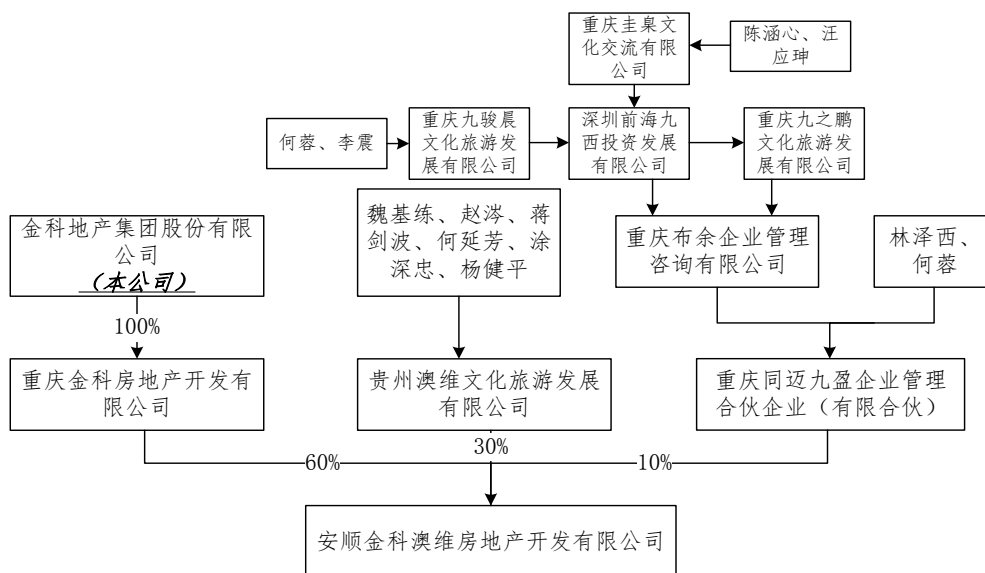 重庆圭臬文
化交流有限
公司
陈涵心、汪
应珅
何蓉、李震
重庆九骏晨
文化旅游发
展有限公司
深圳前海九
西投资发展
有限公司
重庆九之鹏
文化旅游发
展有限公司
金科地产集团股份有限
公司
（本公司）
魏基练、赵涔、蒋
剑波、何延芳、涂
深忠、杨健平
重庆布余企业管理
咨询有限公司
林泽西、
何蓉
100%
重庆金科房地产开发有
限公司
贵州澳维文化旅游发展
有限公司
重庆同迈九盈企业管理
合伙企业（有限合伙）
60%
30%
10%
安顺金科澳维房地产开发有限公司